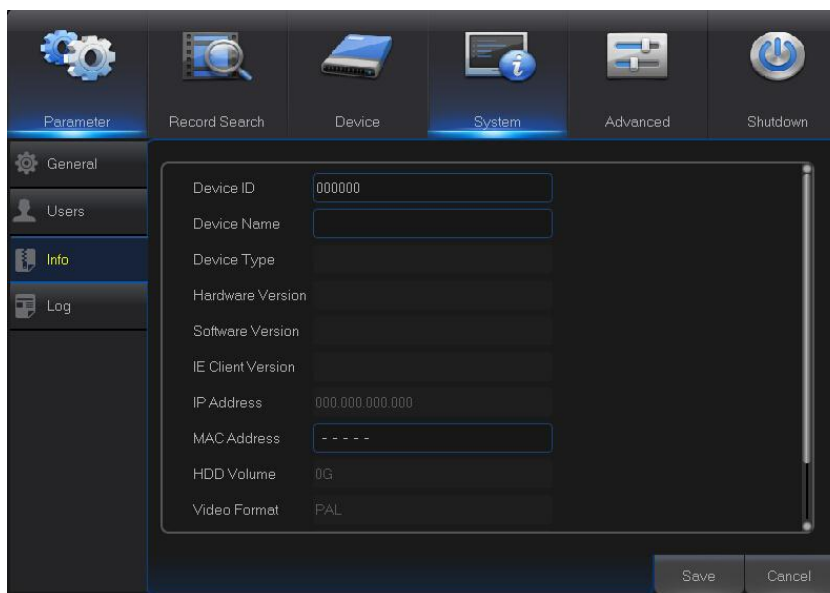 Parameter Record Search Device System Advanced Shutdown
General
Users
Info
Log
Device ID 000000
Device Name
Device Type
Hardware Version
Software Version
IE Client Version
IP Address 000.000.000.000
MAC Address - - - - -
HDD Volume 0G
Video Format PAL
Save Cancel